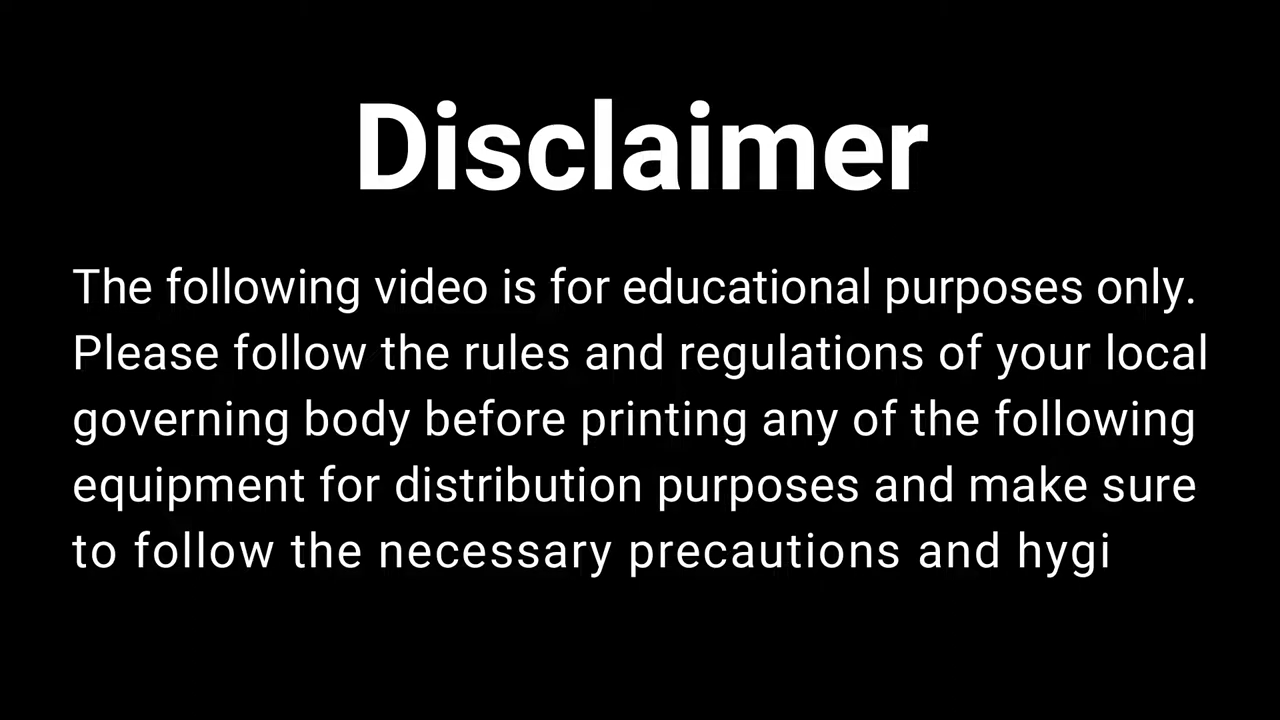 Disclaimer
The following video is for educational purposes only.
Please follow the rules and regulations of your local
governing body before printing any of the following
equipment for distribution purposes and make sure
to follow the necessary precautions and hygi